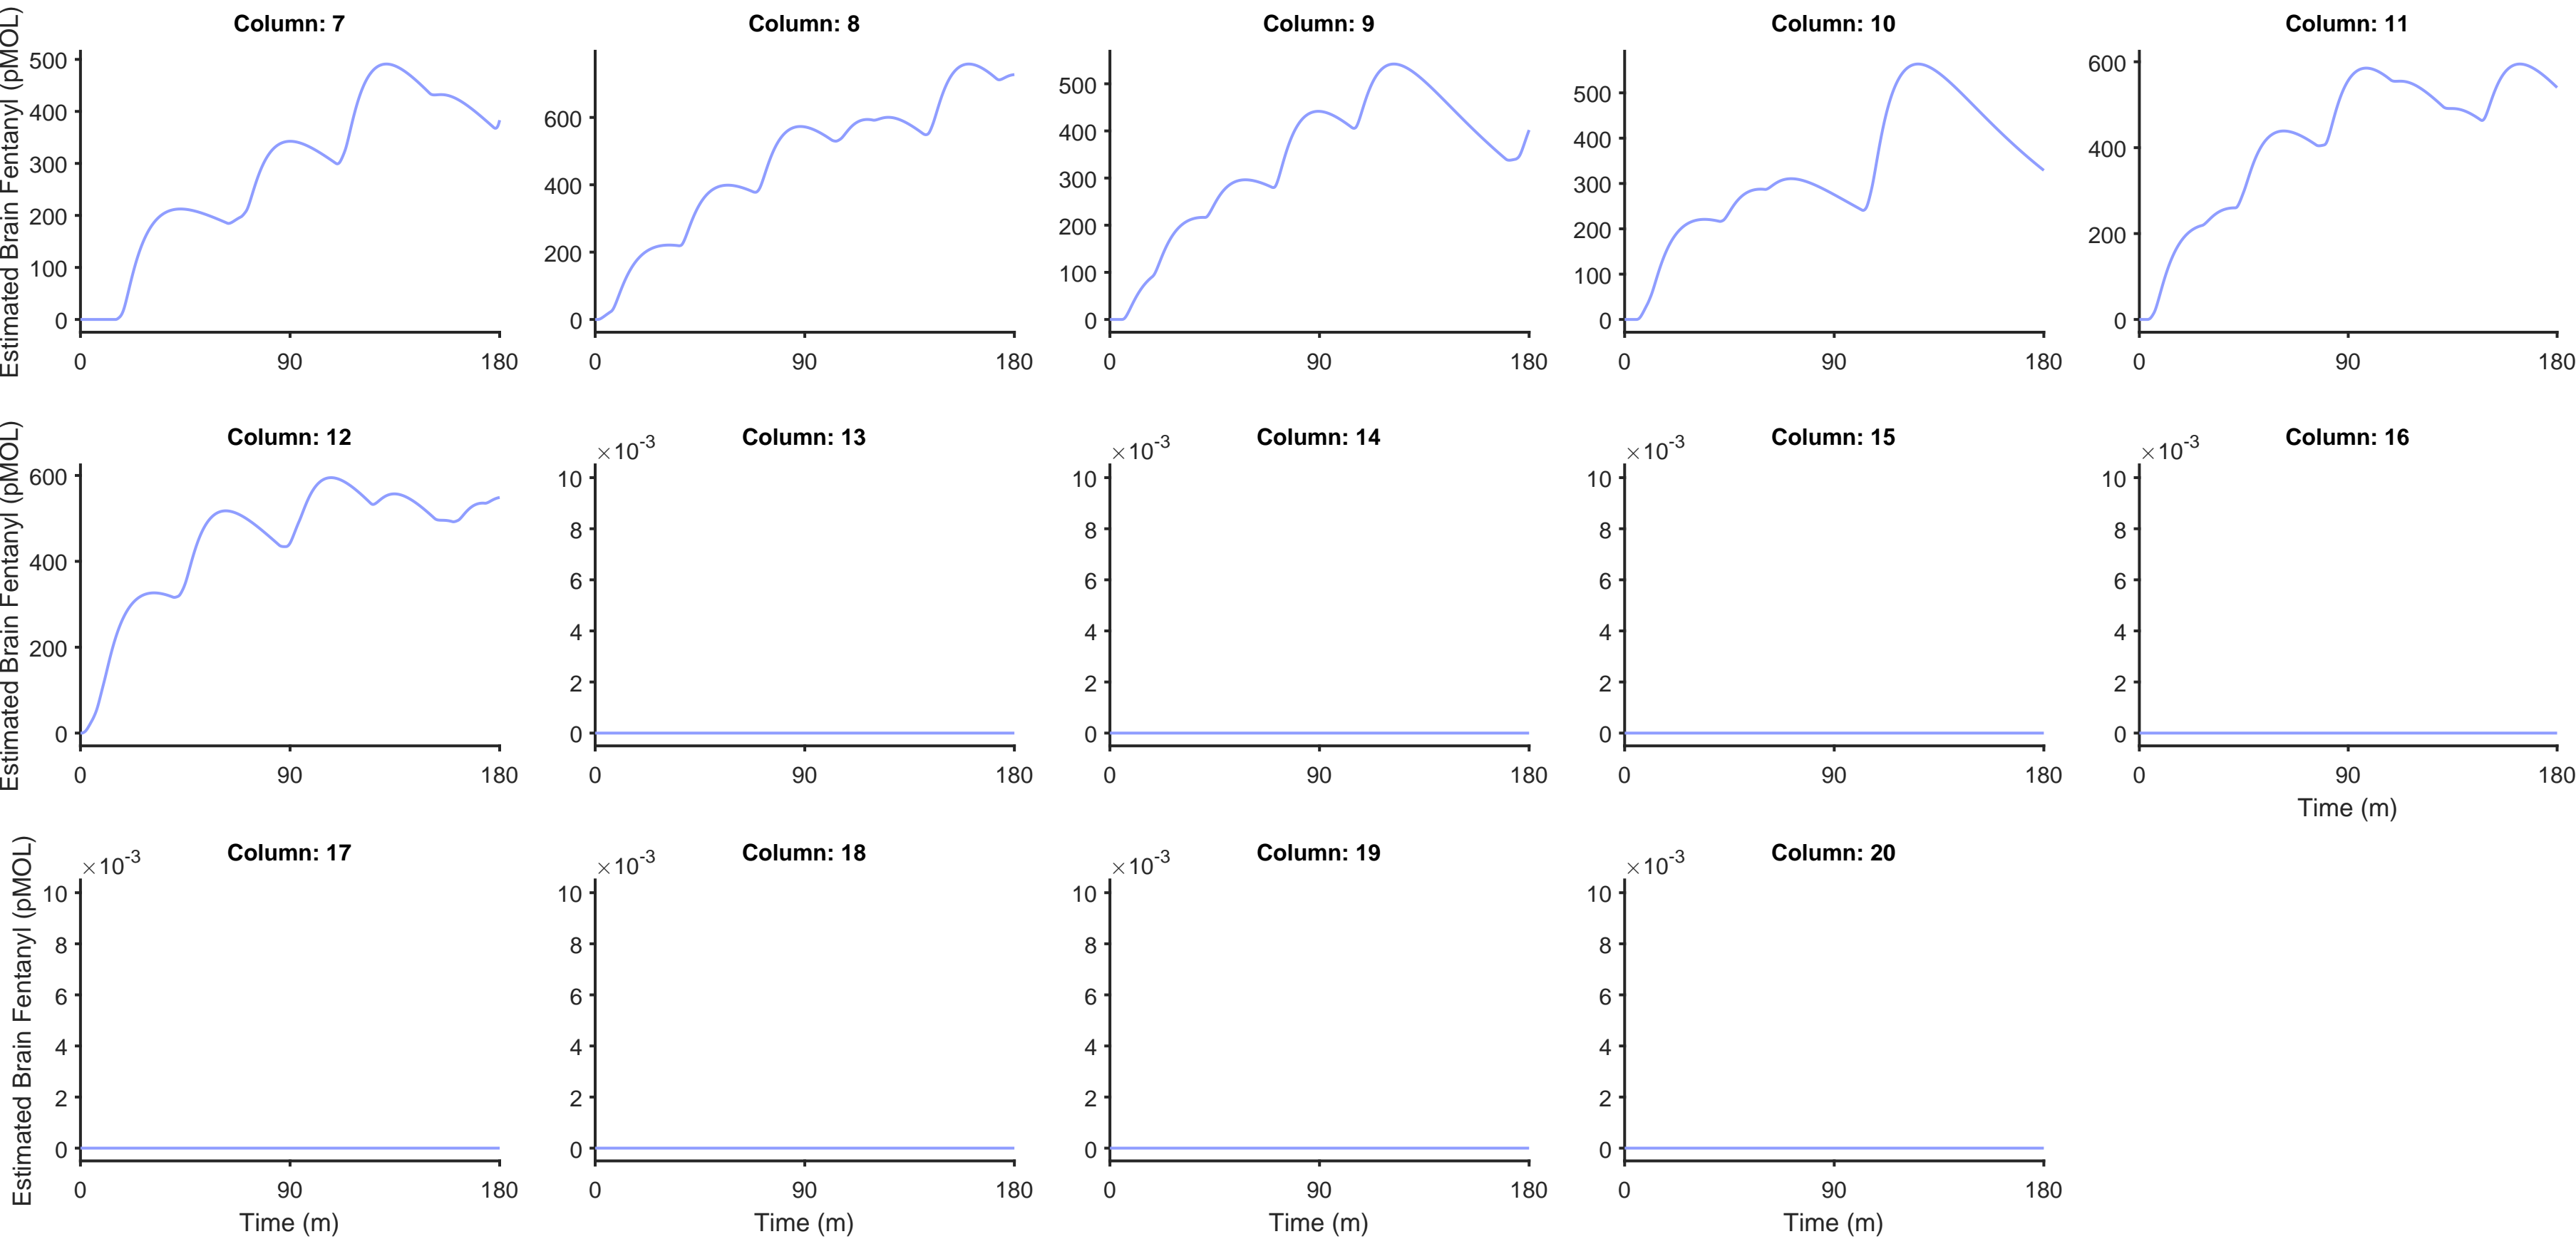 Column: 7
Estimated Brain Fentanyl (pMOL)
500
400
300
200
100
0
0 90 180
Column: 8
600
400
200
0
0 90 180
Column: 9
500
400
300
200
100
0
0 90 180
Column: 10
500
400
300
200
100
0
0 90 180
Column: 11
600
400
200
0
0 90 180
Column: 12
Estimated Brain Fentanyl (pMOL)
600
400
200
0
0 90 180
Column: 13
×10-3
10
8
6
4
2
0
0 90 180
Column: 14
×10-3
10
8
6
4
2
0
0 90 180
Column: 15
×10-3
10
8
6
4
2
0
0 90 180
Column: 16
×10-3
10
8
6
4
2
0
0 90 180
Time (m)
Column: 17
×10-3
Estimated Brain Fentanyl (pMOL)
10
8
6
4
2
0
0 90 180
Time (m)
Column: 18
×10-3
10
8
6
4
2
0
0 90 180
Time (m)
Column: 19
×10-3
10
8
6
4
2
0
0 90 180
Time (m)
Column: 20
×10-3
10
8
6
4
2
0
0 90 180
Time (m)